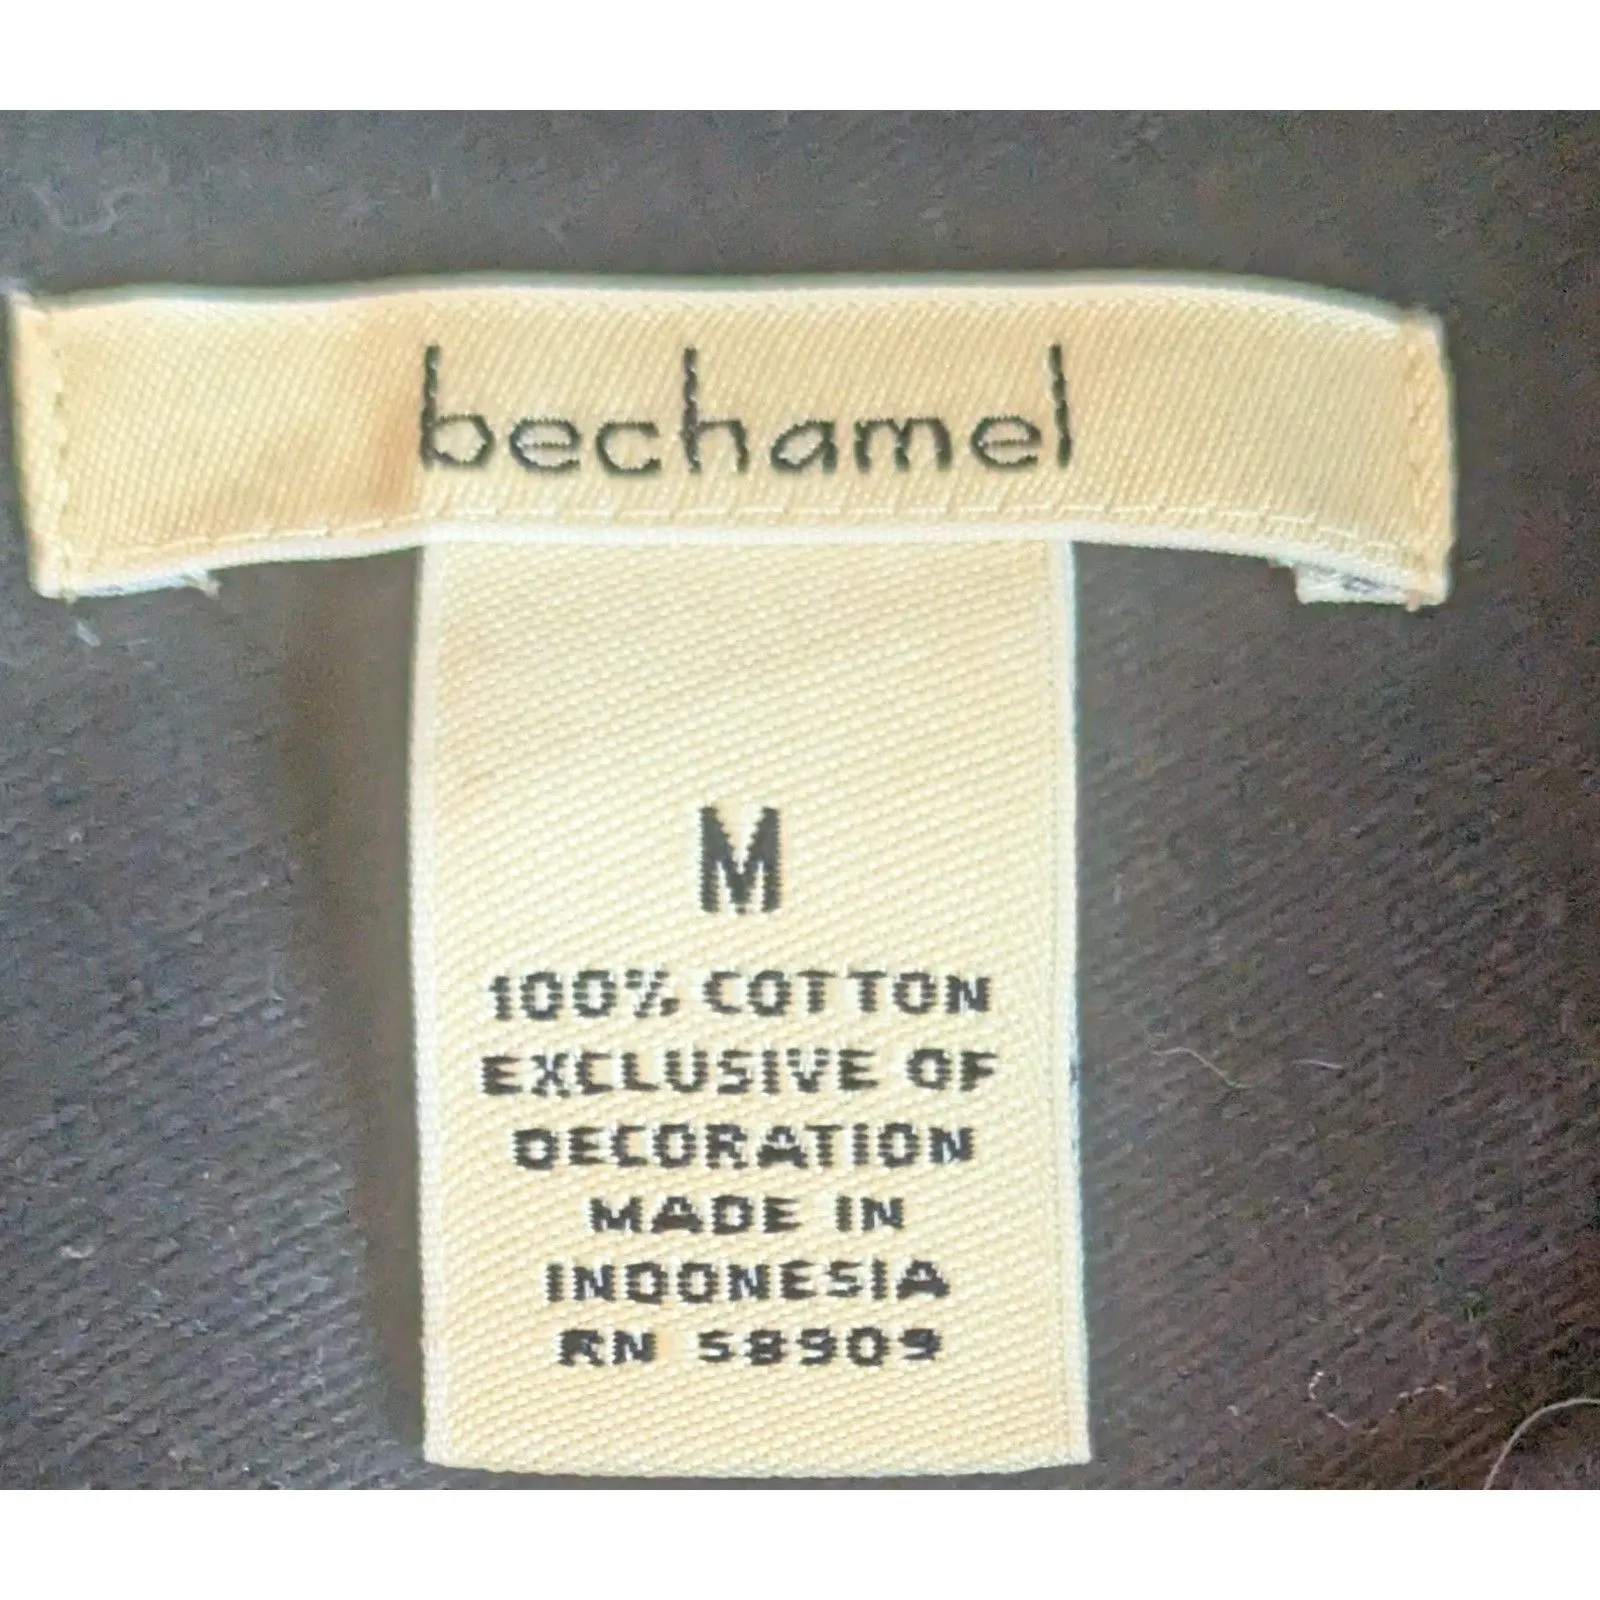 bechamel
M
100% COTTON
EXCLUSIVE OF
DECORATION
MADE IN
INDONESIA
RN 58909